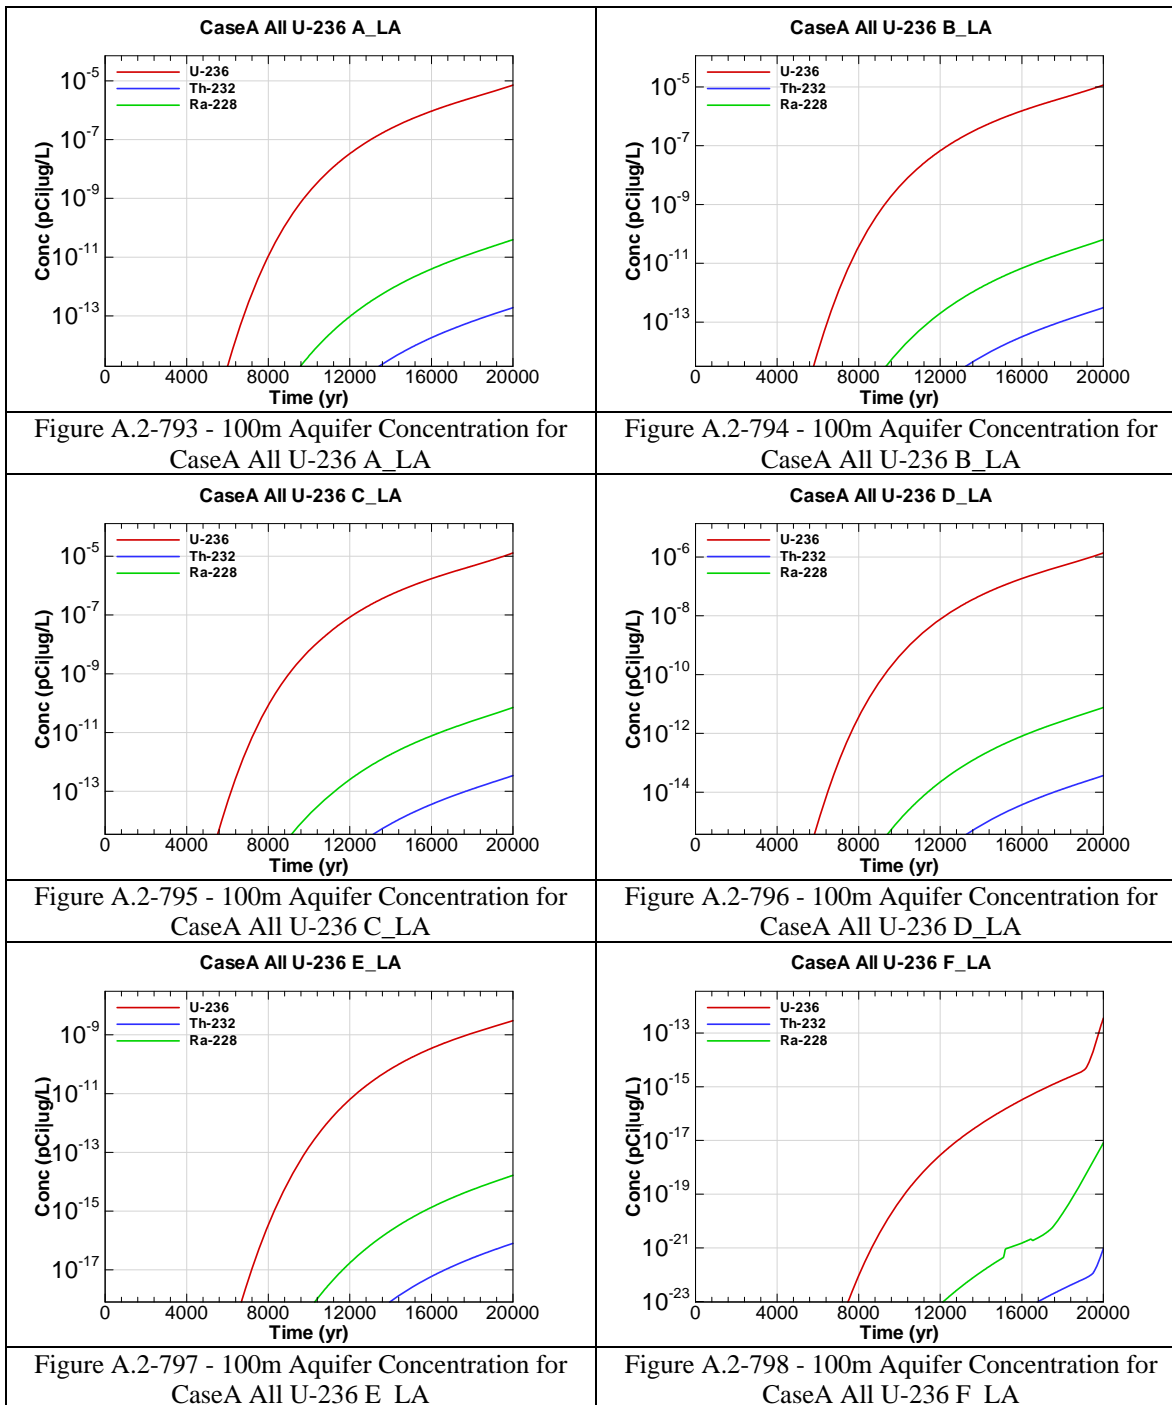 CaseA All U-236 A_LA
U-236
Th-232
Ra-228
Conc (pCi|ug/L)
10-5
10-7
10-9
10-11
10-13
0 4000 8000 12000 16000 20000
Time (yr)
Figure A.2-793 - 100m Aquifer Concentration for
CaseA All U-236 A_LA
CaseA All U-236 B_LA
U-236
Th-232
Ra-228
Conc (pCi|ug/L)
10-5
10-7
10-9
10-11
10-13
0 4000 8000 12000 16000 20000
Time (yr)
Figure A.2-794 - 100m Aquifer Concentration for
CaseA All U-236 B_LA
CaseA All U-236 C_LA
U-236
Th-232
Ra-228
Conc (pCi|ug/L)
10-5
10-7
10-9
10-11
10-13
0 4000 8000 12000 16000 20000
Time (yr)
Figure A.2-795 - 100m Aquifer Concentration for
CaseA All U-236 C_LA
CaseA All U-236 D_LA
U-236
Th-232
Ra-228
Conc (pCi|ug/L)
10-6
10-8
10-10
10-12
10-14
0 4000 8000 12000 16000 20000
Time (yr)
Figure A.2-796 - 100m Aquifer Concentration for
CaseA All U-236 D_LA
CaseA All U-236 E_LA
U-236
Th-232
Ra-228
Conc (pCi|ug/L)
10-9
10-11
10-13
10-15
10-17
0 4000 8000 12000 16000 20000
Time (yr)
Figure A.2-797 - 100m Aquifer Concentration for
CaseA All U-236 E_LA
CaseA All U-236 F_LA
U-236
Th-232
Ra-228
Conc (pCi|ug/L)
10-13
10-15
10-17
10-19
10-21
10-23
0 4000 8000 12000 16000 20000
Time (yr)
Figure A.2-798 - 100m Aquifer Concentration for
CaseA All U-236 F_LA